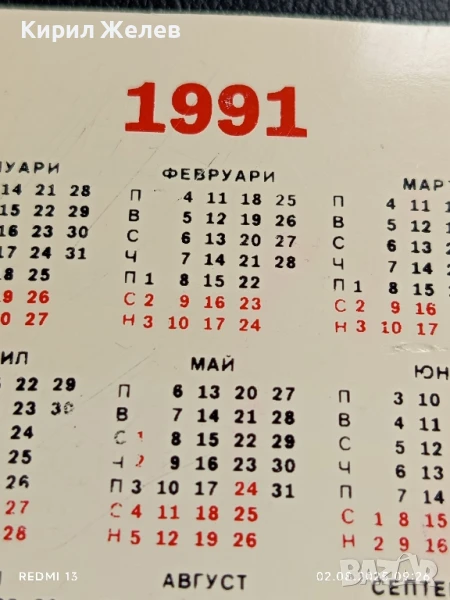 Кирил Желев
1991
УАРИ ФЕВРУАРИ МАРТ
14 21 28 П 4 11 18 25 П 4 11
15 22 29 В 5 12 19 26 В 5 12
16 23 30 С 6 13 20 27 С 6 13
17 24 31 Ч 7 14 21 28 Ч 7 14
18 25 П 1 8 15 22 П 1 8 15
19 26 С 2 9 16 23 С 2 9 16
20 27 Н 3 10 17 24 Н 3 10 17
ИЛ МАЙ ЮН
22 29 П 6 13 20 27 П 3 10
23 30 В 7 14 21 28 В 4 11
24 С 1 8 15 22 29 С 5 12
25 Ч 2 9 16 23 30 Ч 6 13
26 П 3 10 17 24 31 П 7 14
27 С 4 11 18 25 С 1 8 15
28 Н 5 12 19 26 Н 2 9 16
АВГУСТ СЕПТЕ
REDMI 13